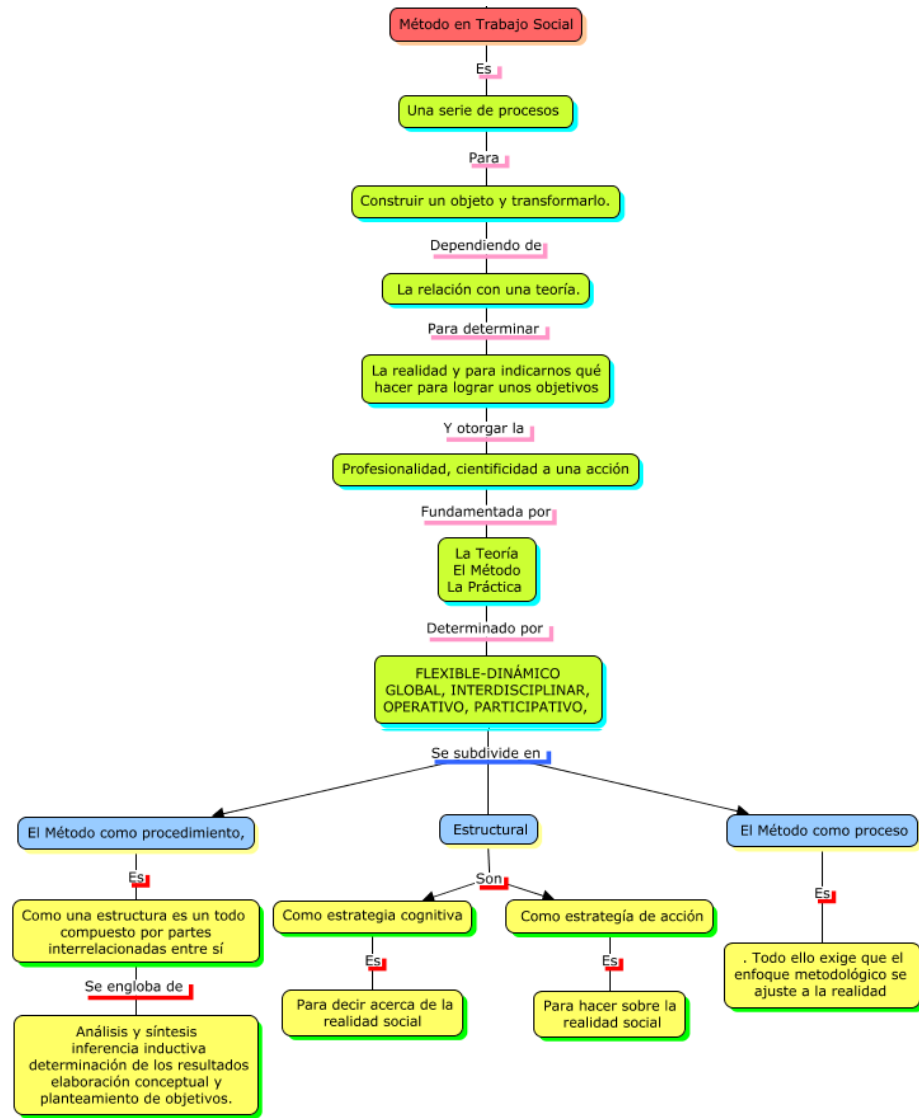 Método en Trabajo Social
Es
Una serie de procesos
Para
Construir un objeto y transformarlo.
Dependiendo de
La relación con una teoría.
Para determinar
La realidad y para indicarnos qué
hacer para lograr unos objetivos
Y otorgar la
Profesionalidad, cientificidad a una acción
Fundamentada por
La Teoría
El Método
La Práctica
Determinado por
FLEXIBLE-DINÁMICO
GLOBAL, INTERDISCIPLINAR,
OPERATIVO, PARTICIPATIVO,
Se subdivide en
El Método como procedimiento,
Es
Como una estructura es un todo
compuesto por partes
interrelacionadas entre sí
Se engloba de
Análisis y síntesis
inferencia inductiva
determinación de los resultados
elaboración conceptual y
planteamiento de objetivos.
Estructural
Son
Como estrategia cognitiva
Es
Para decir acerca de la
realidad social
Como estrategía de acción
Es
Para hacer sobre la
realidad social
El Método como proceso
Es
. Todo ello exige que el
enfoque metodológico se
ajuste a la realidad